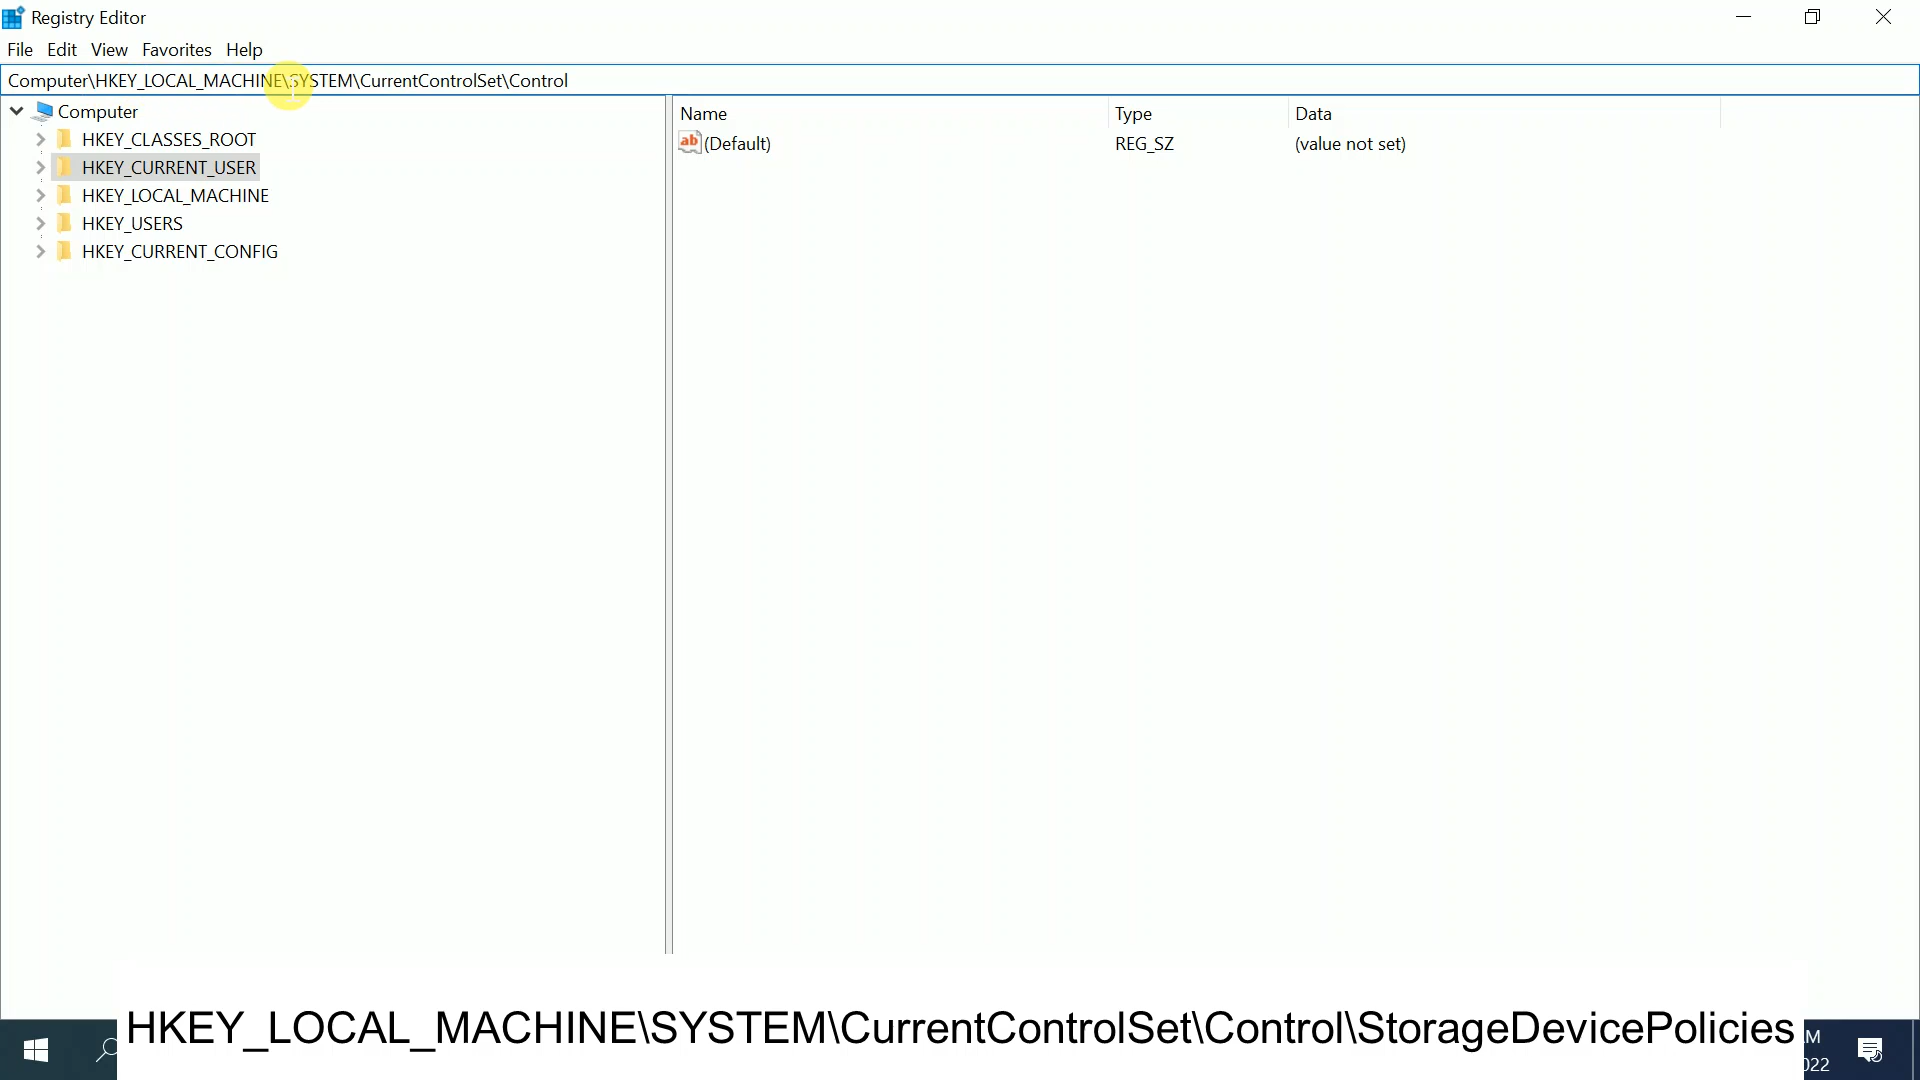 Registry Editor
File Edit View Favorites Help
Computer\HKEY_LOCAL_MACHINE\SYSTEM\CurrentControlSet\Control
Computer
HKEY_CLASSES_ROOT
HKEY_CURRENT_USER
HKEY_LOCAL_MACHINE
HKEY_USERS
HKEY_CURRENT_CONFIG
Name Type Data
ab (Default) REG_SZ (value not set)
HKEY_LOCAL_MACHINE\SYSTEM\CurrentControlSet\Control\StorageDevicePolicies